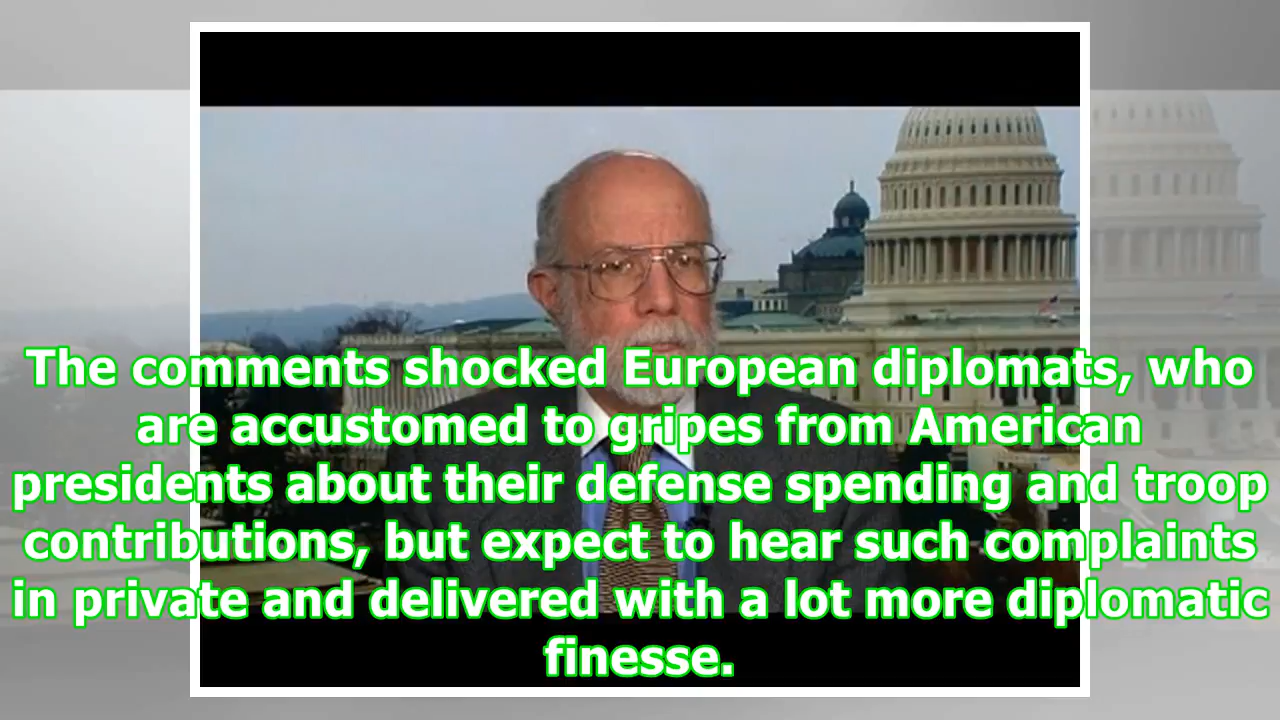 The comments shocked European diplomats, who
are accustomed to gripes from American
presidents about their defense spending and troop
contributions, but expect to hear such complaints
in private and delivered with a lot more diplomatic
finesse.